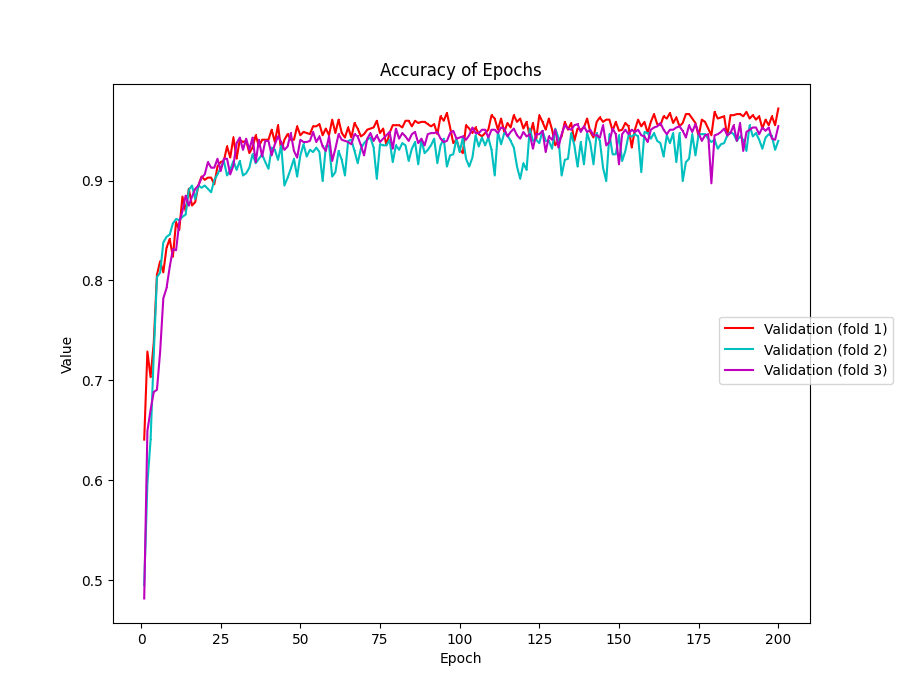 Accuracy of Epochs
Value
0.9
0.8
0.7
0.6
0.5
Validation (fold 1)
Validation (fold 2)
Validation (fold 3)
0 25 50 75 100 125 150 175 200
Epoch